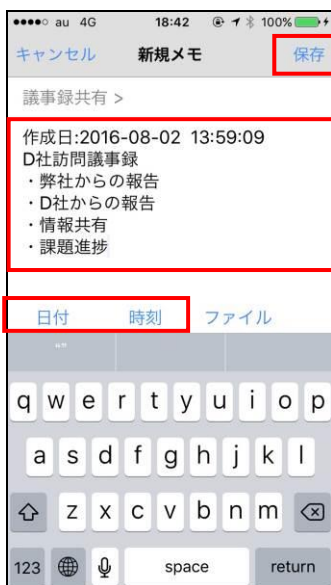 au 4G 18:42 100%
キャンセル 新規メモ 保存
議事録共有 >
作成日:2016-08-02 13:59:09
D社訪問議事録
・弊社からの報告
・D社からの報告
・情報共有
・課題進捗
日付 時刻 ファイル
“”
q w e r t y u i o p
a s d f g h j k l
z x c v b n m
123 space return